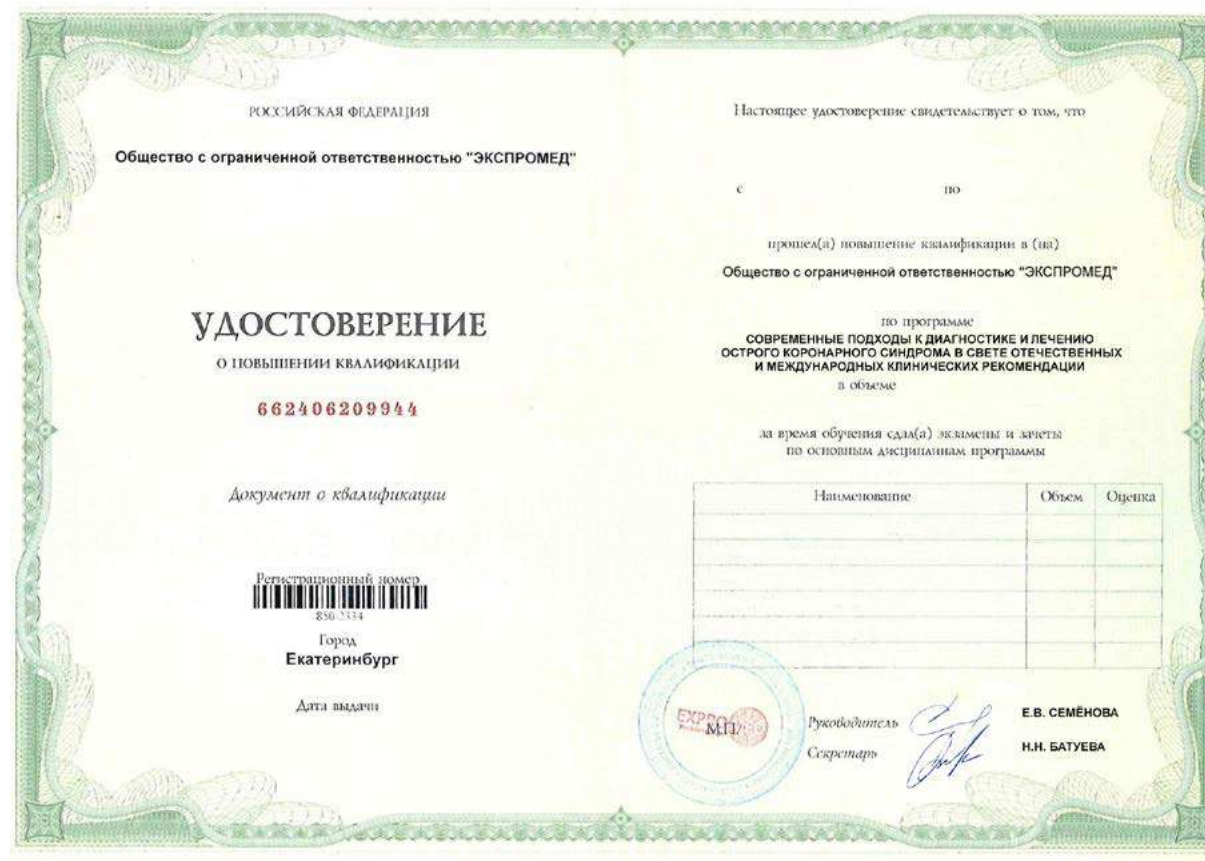 РОССИЙСКАЯ ФЕДЕРАЦИЯ
Общество с ограниченной ответственностью "ЭКСПРОМЕД"
УДОСТОВЕРЕНИЕ
О ПОВЫШЕНИИ КВАЛИФИКАЦИИ
662406209944
Документ о квалификации
Регистрационный номер
850-2334
Город
Екатеринбург
Дата выдачи
Настоящее удостоверение свидетельствует о том, что
с по
прошел(а) повышение квалификации в (на)
Общество с ограниченной ответственностью "ЭКСПРОМЕД"
по программе
СОВРЕМЕННЫЕ ПОДХОДЫ К ДИАГНОСТИКЕ И ЛЕЧЕНИЮ
ОСТРОГО КОРОНАРНОГО СИНДРОМА В СВЕТЕ ОТЕЧЕСТВЕННЫХ
И МЕЖДУНАРОДНЫХ КЛИНИЧЕСКИХ РЕКОМЕНДАЦИИ
в объеме
за время обучения сдал(а) экзамены и зачеты
по основным дисциплинам программы
Наименование Объем Оценка
М.П.
Руководитель Е.В. СЕМЁНОВА
Секретарь Н.Н. БАТУЕВА